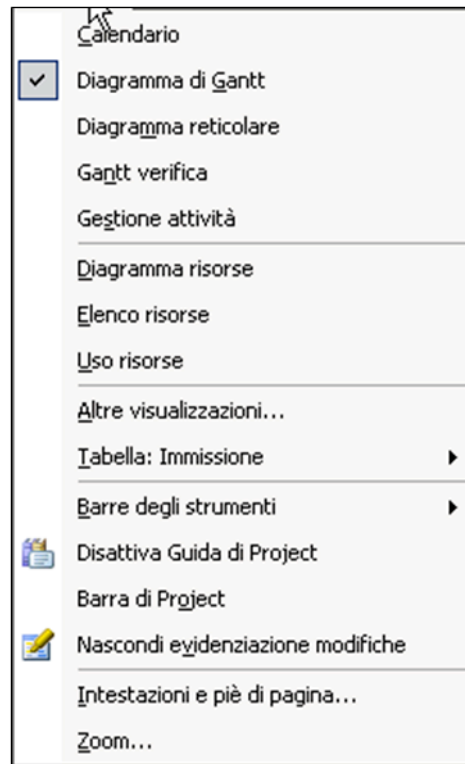 Calendario
Diagramma di Gantt
Diagramma reticolare
Gantt verifica
Gestione attività
Diagramma risorse
Elenco risorse
Uso risorse
Altre visualizzazioni...
Tabella: Immissione
Barre degli strumenti
Disattiva Guida di Project
Barra di Project
Nascondi evidenziazione modifiche
Intestazioni e piè di pagina...
Zoom...